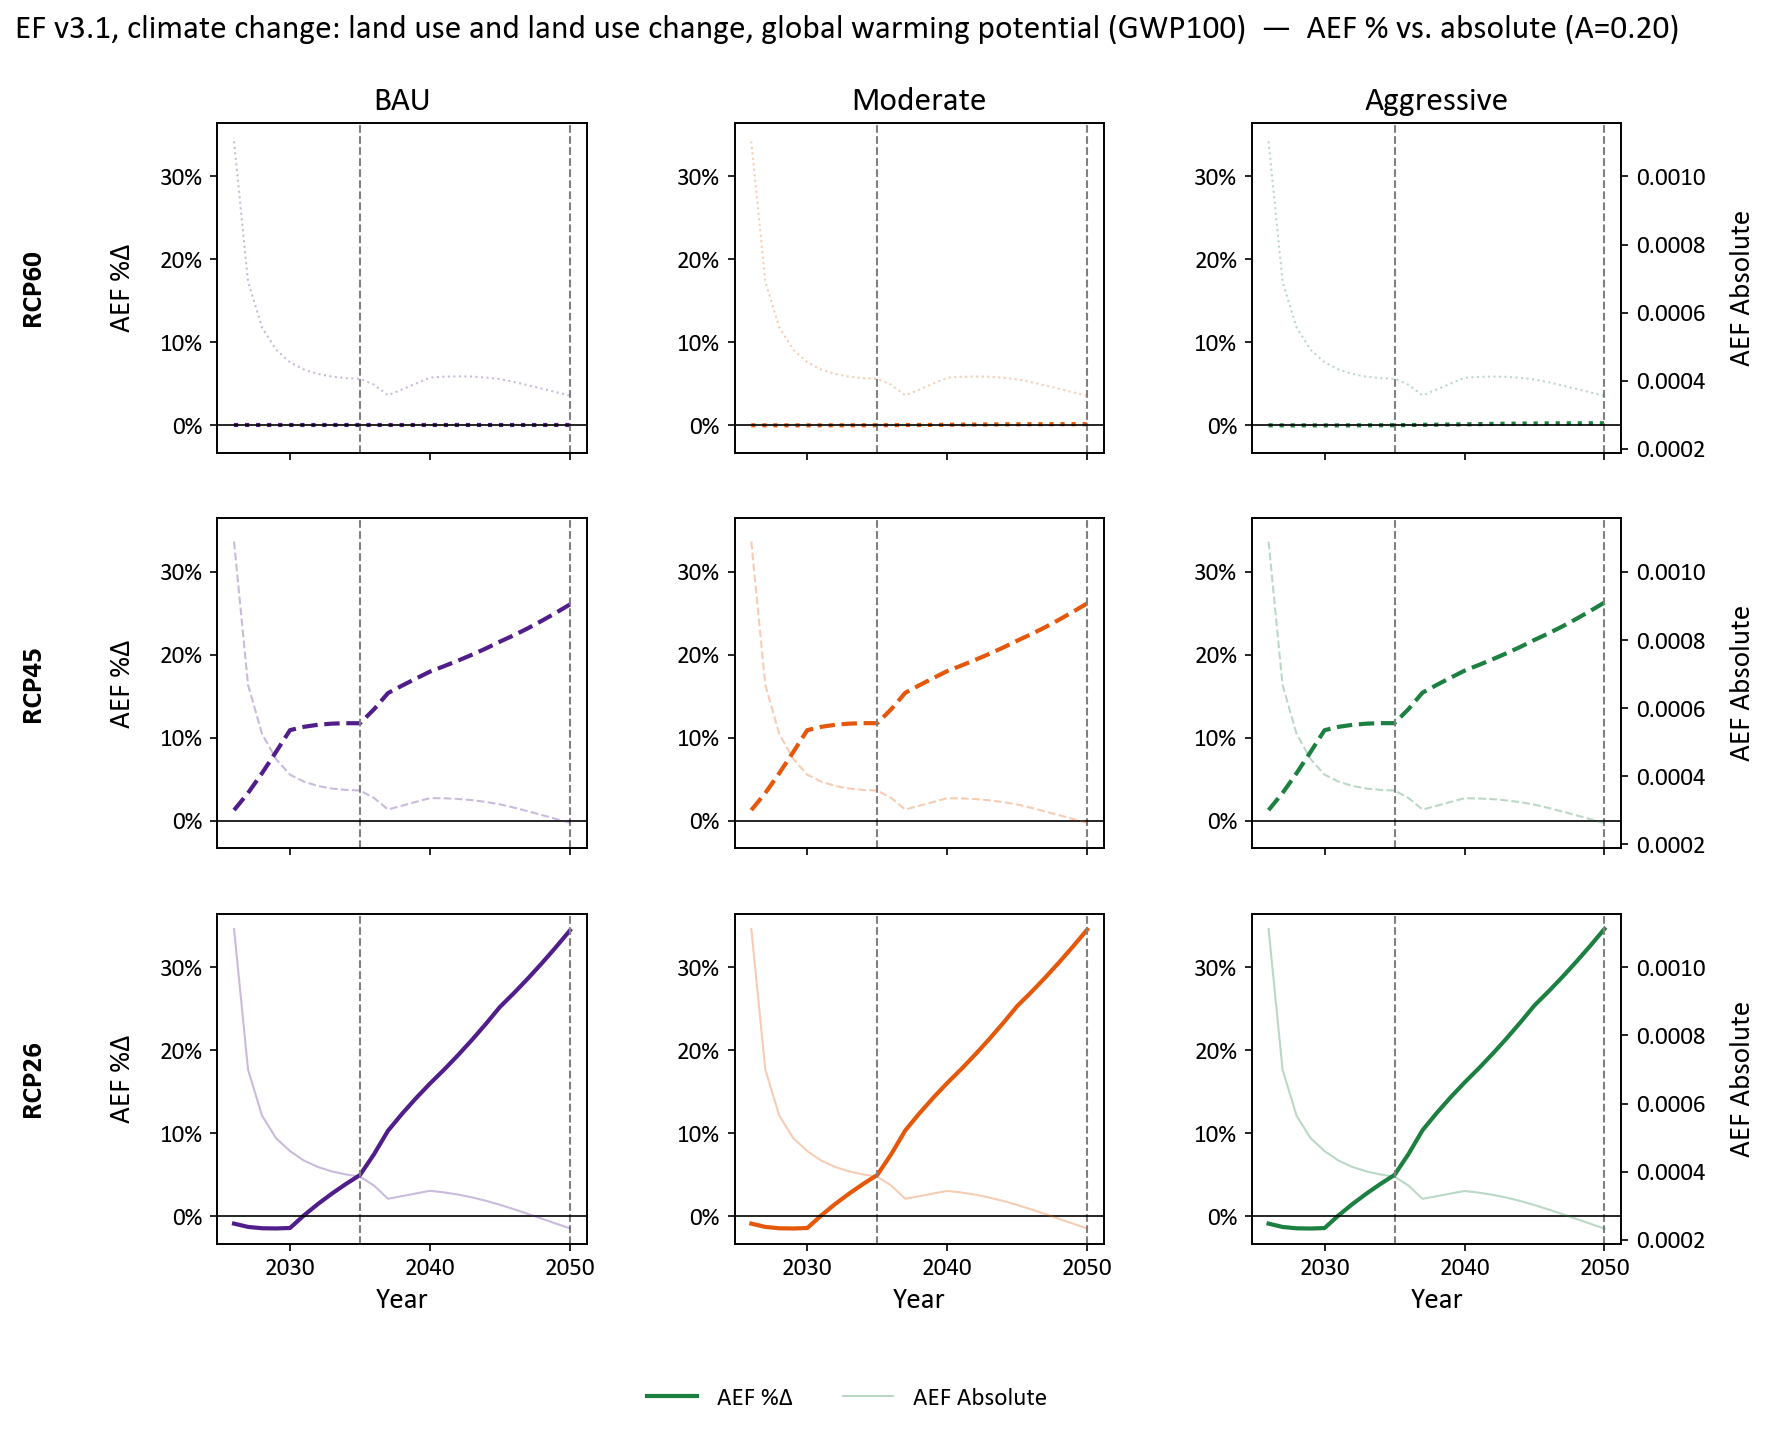 EF v3.1, climate change: land use and land use change, global warming potential (GWP100) — AEF % vs. absolute (A=0.20)
BAU
Moderate
Aggressive
RCP60
AEF %Δ
30%
20%
10%
0%
30%
20%
10%
0%
30%
20%
10%
0%
0.0010
0.0008
0.0006
0.0004
0.0002
AEF Absolute
RCP45
AEF %Δ
30%
20%
10%
0%
30%
20%
10%
0%
30%
20%
10%
0%
0.0010
0.0008
0.0006
0.0004
0.0002
AEF Absolute
RCP26
AEF %Δ
30%
20%
10%
0%
30%
20%
10%
0%
30%
20%
10%
0%
0.0010
0.0008
0.0006
0.0004
0.0002
AEF Absolute
2030 2040 2050
2030 2040 2050
2030 2040 2050
Year
Year
Year
AEF %Δ
AEF Absolute